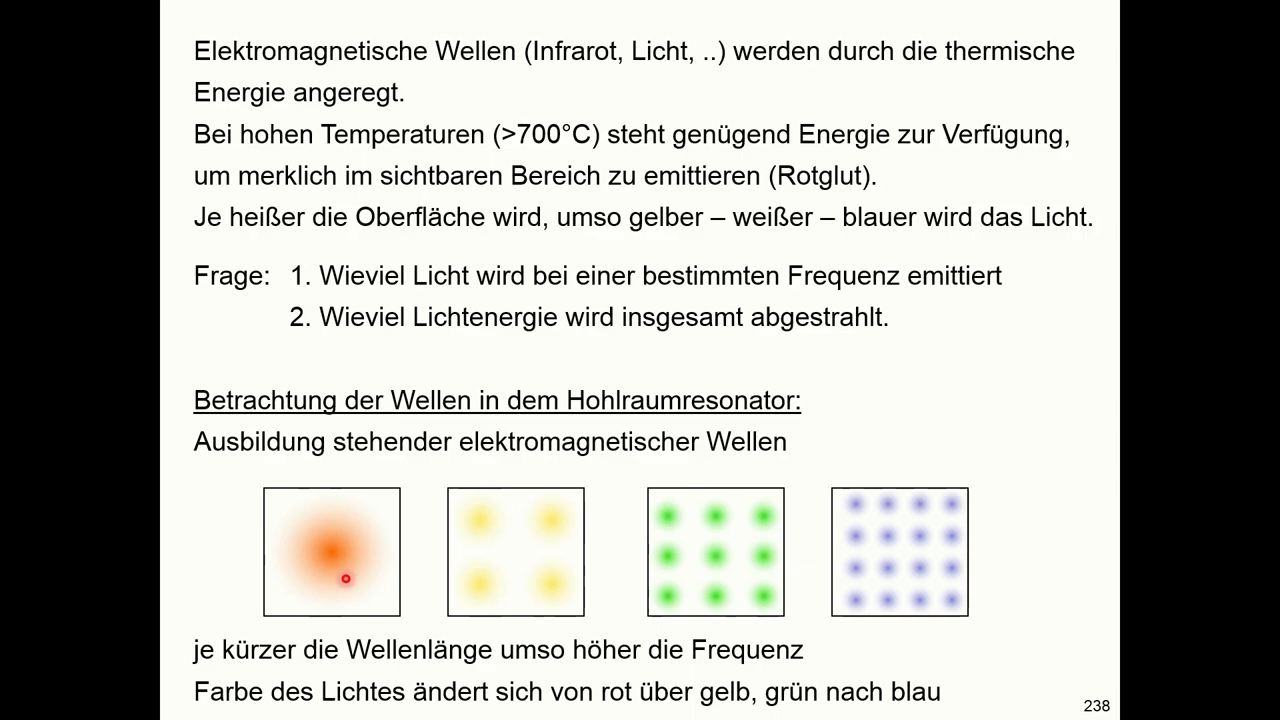 Elektromagnetische Wellen (Infrarot, Licht, ..) werden durch die thermische
Energie angeregt.
Bei hohen Temperaturen (>700°C) steht genügend Energie zur Verfügung,
um merklich im sichtbaren Bereich zu emittieren (Rotglut).
Je heißer die Oberfläche wird, umso gelber – weißer – blauer wird das Licht.
Frage: 1. Wieviel Licht wird bei einer bestimmten Frequenz emittiert
2. Wieviel Lichtenergie wird insgesamt abgestrahlt.
Betrachtung der Wellen in dem Hohlraumresonator:
Ausbildung stehender elektromagnetischer Wellen
je kürzer die Wellenlänge umso höher die Frequenz
Farbe des Lichtes ändert sich von rot über gelb, grün nach blau
238